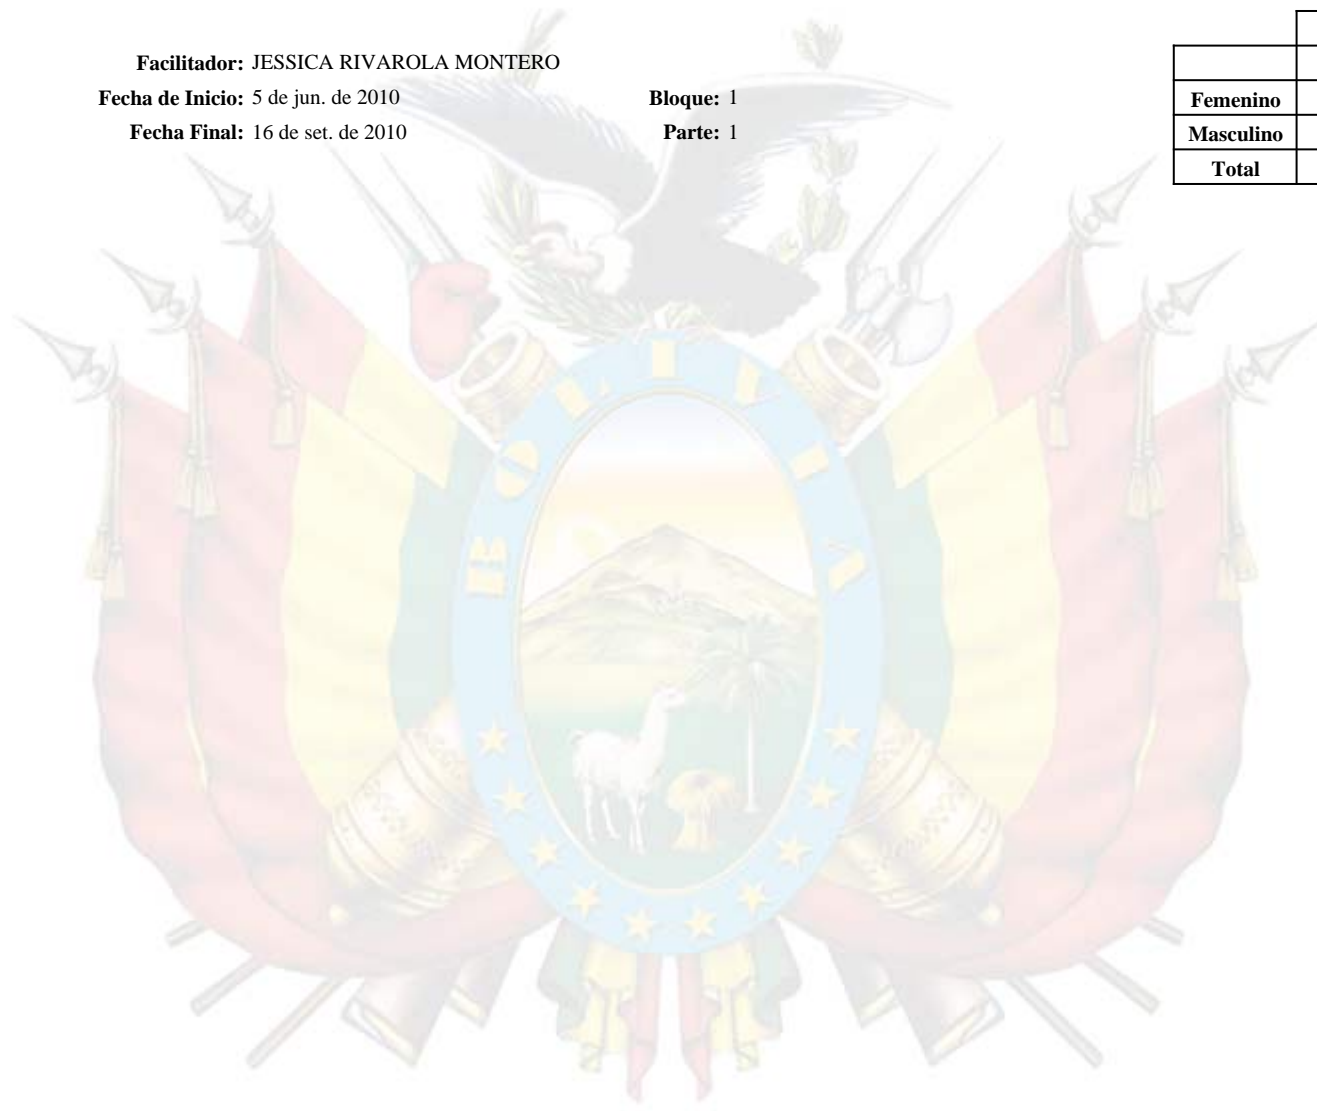 Facilitador: JESSICA RIVAROLA MONTERO
Fecha de Inicio: 5 de jun. de 2010 Bloque: 1
Fecha Final: 16 de set. de 2010 Parte: 1
Femenino
Masculino
Total
BOLIVIA